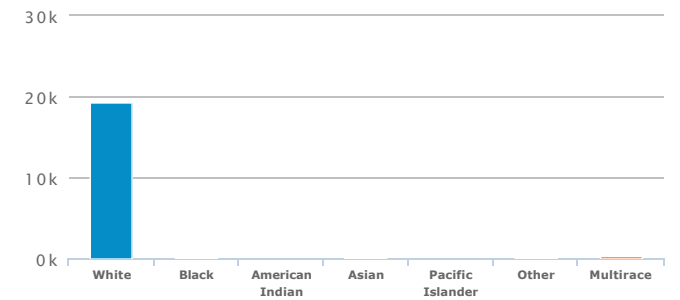 30k
20k
10k
0k
White Black American Indian Asian Pacific Islander Other Multirace